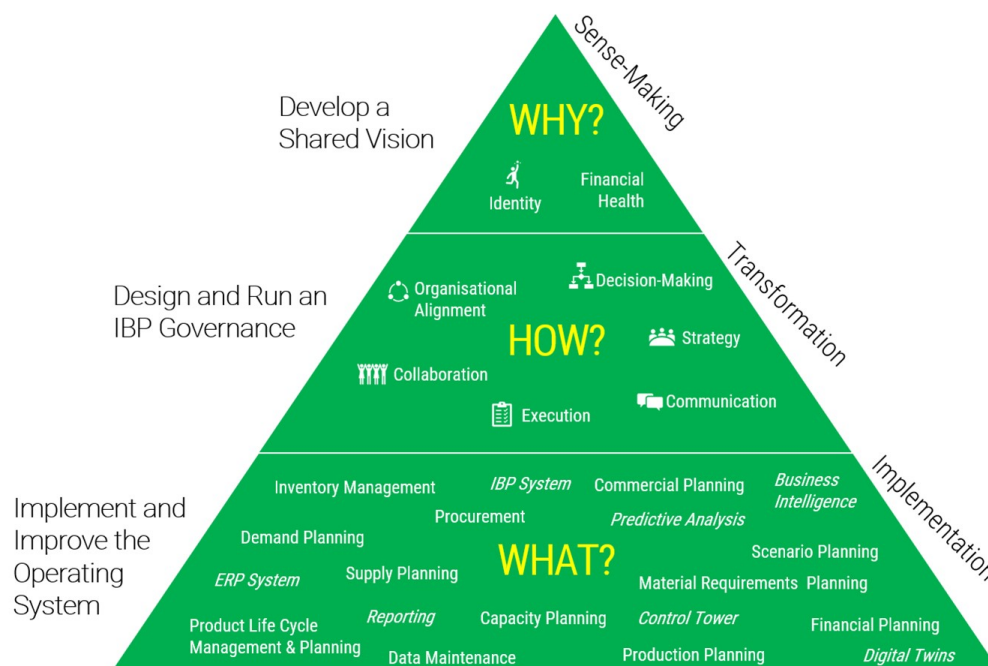 Sense-Making
Develop a
Shared Vision
WHY?
Identity
Financial
Health
Transformation
Design and Run an
IBP Governance
Organisational
Alignment
Decision-Making
HOW?
Strategy
Collaboration
Execution
Communication
Implementation
Implement and
Improve the
Operating
System
Inventory Management
IBP System
Commercial Planning
Business
Intelligence
Procurement
Predictive Analysis
Demand Planning
WHAT?
Scenario Planning
ERP System
Supply Planning
Material Requirements Planning
Product Life Cycle
Management & Planning
Reporting
Capacity Planning
Control Tower
Financial Planning
Data Maintenance
Production Planning
Digital Twins